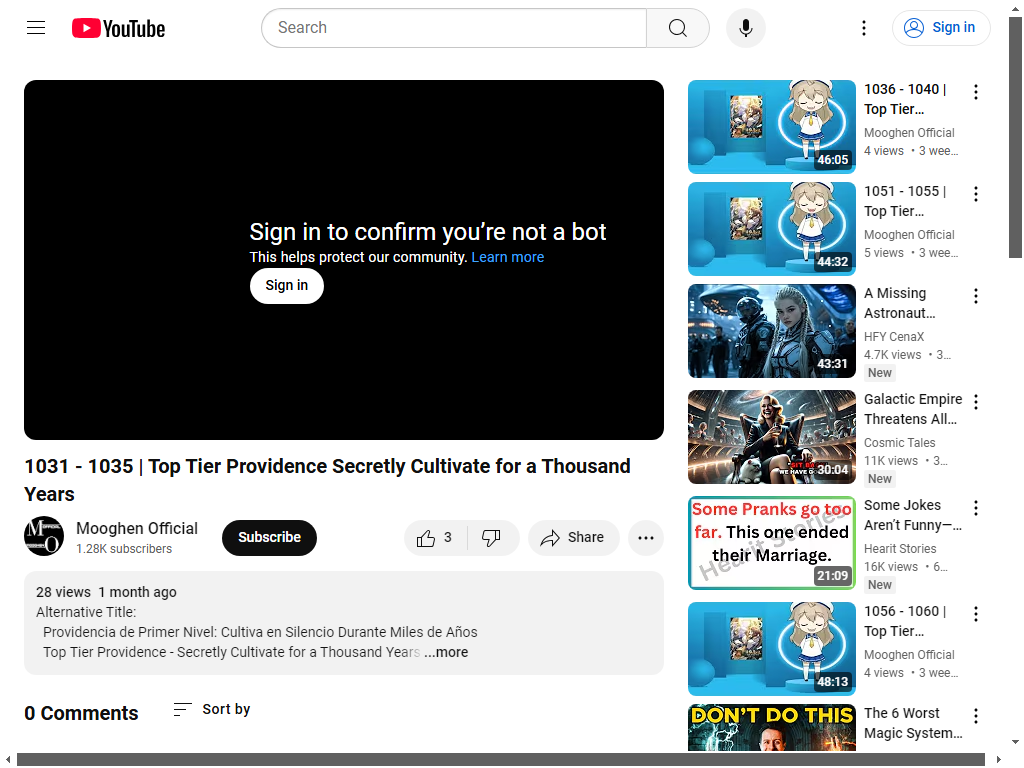 YouTube
Search
Sign in
Sign in to confirm you’re not a bot
This helps protect our community. Learn more
Sign in
1031 - 1035 | Top Tier Providence Secretly Cultivate for a Thousand
Years
Mooghen Official
1.28K subscribers
Subscribe
3
Share
28 views 1 month ago
Alternative Title:
Providencia de Primer Nivel: Cultiva en Silencio Durante Miles de Años
Top Tier Providence - Secretly Cultivate for a Thousand Years ...more
0 Comments
Sort by
46:05
1036 - 1040 |
Top Tier…
Mooghen Official
4 views • 3 wee…
44:32
1051 - 1055 |
Top Tier…
Mooghen Official
5 views • 3 wee…
43:31
A Missing
Astronaut…
HFY CenaX
4.7K views • 3…
New
30:04
Galactic Empire
Threatens All…
Cosmic Tales
11K views • 3…
New
Some Pranks go too
far. This one ended
their Marriage.
Hearit Stories
21:09
Some Jokes
Aren’t Funny—…
Hearit Stories
16K views • 6…
New
48:13
1056 - 1060 |
Top Tier…
Mooghen Official
4 views • 3 wee…
DON'T DO THIS
The 6 Worst
Magic System…